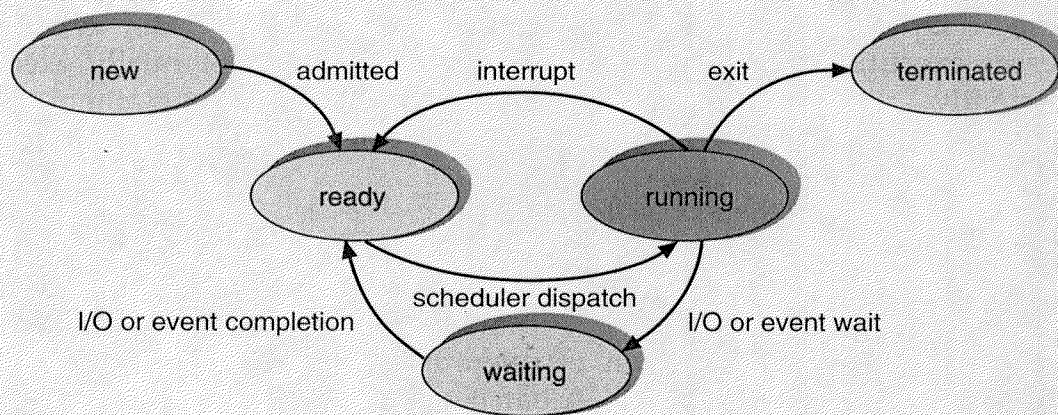 new
admitted
interrupt
exit
terminated
ready
running
scheduler dispatch
I/O or event completion
I/O or event wait
waiting